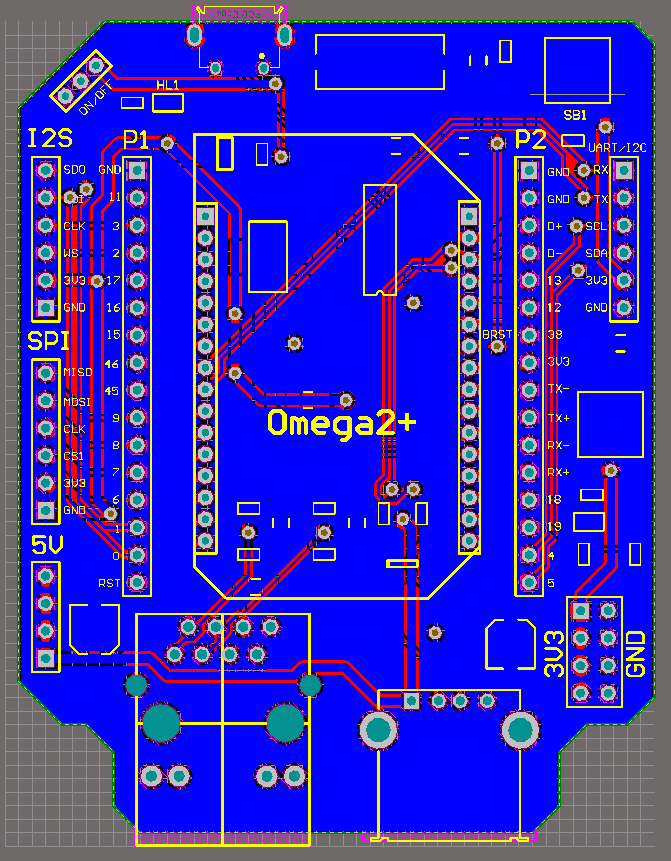 ON/OFF
HL1
SB1
I2S
P1
P2
UART/I2C
SDO
CLK
WS
3V3
GND
GND
11
3
2
17
16
15
46
45
9
8
7
6
1
0
RST
GND
GND
D+
D-
13
12
38
3V3
TX-
TX+
RX-
RX+
18
19
4
5
RX
TX
SCL
SDA
3V3
GND
BRST
SPI
MISO
MOSI
CLK
CS1
3V3
GND
Omega2+
5V
3V3
GND